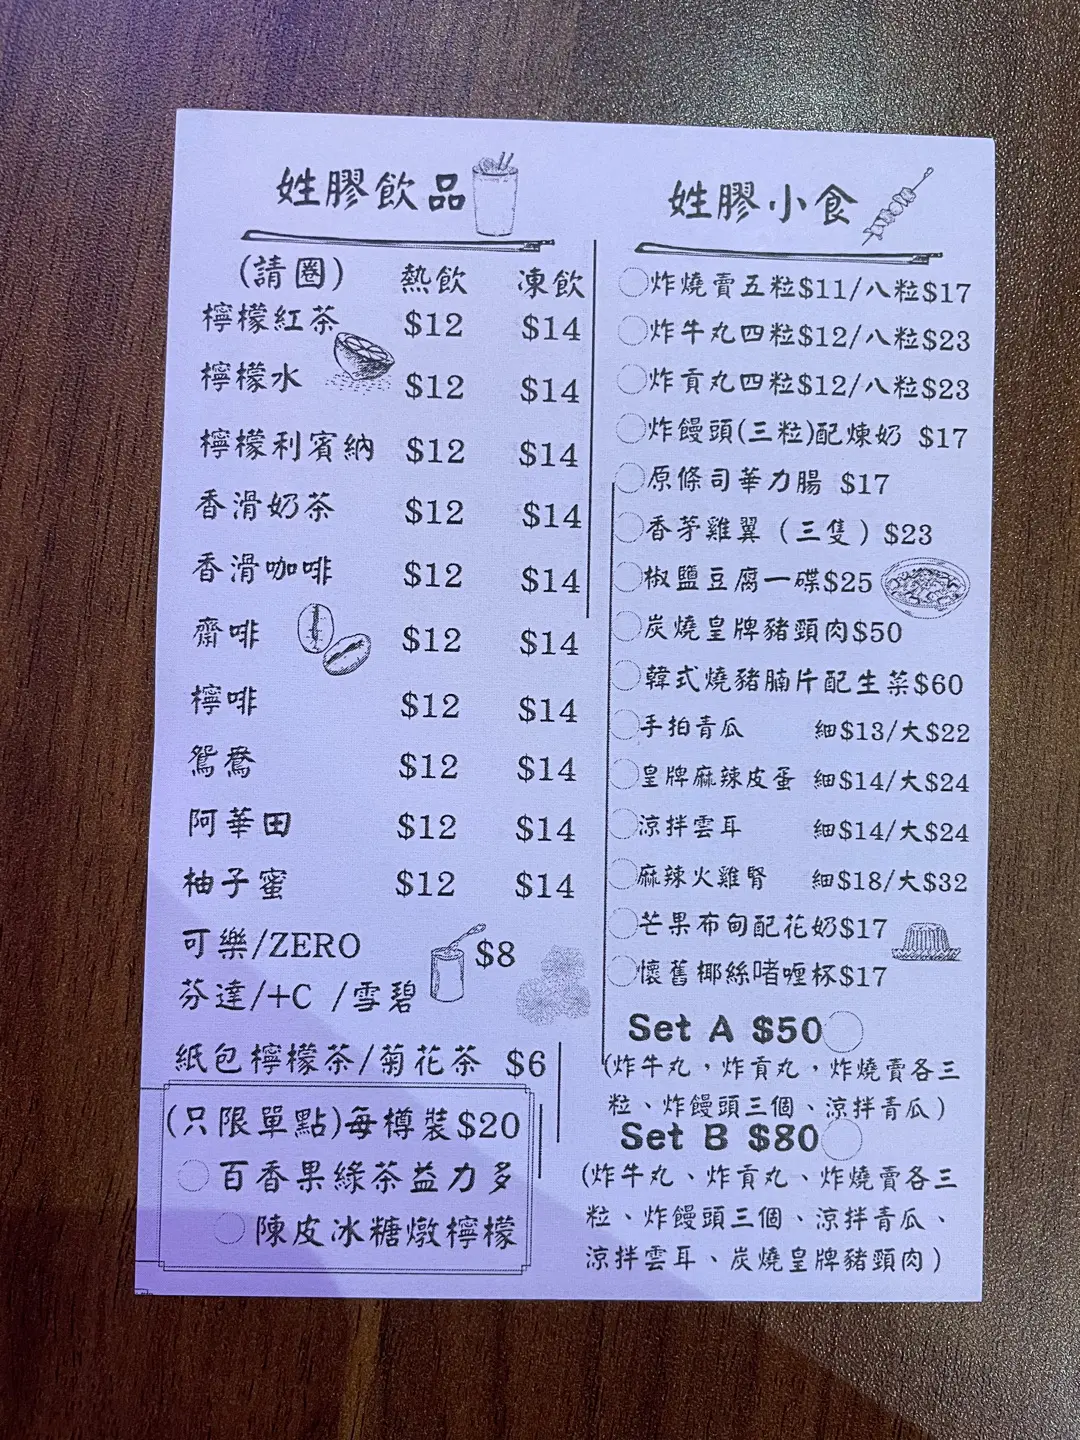 姓膠飲品
(請圈) 熱飲 凍飲
檸檬紅茶 $12 $14
檸檬水 $12 $14
檸檬利賓納 $12 $14
香滑奶茶 $12 $14
香滑咖啡 $12 $14
齋啡 $12 $14
檸啡 $12 $14
鴛鴦 $12 $14
阿華田 $12 $14
柚子蜜 $12 $14
可樂/ZERO $8
芬達/+C /雪碧
紙包檸檬茶/菊花茶 $6
(只限單點)每樽裝$20
百香果綠茶益力多
陳皮冰糖燉檸檬
姓膠小食
炸燒賣五粒$11/八粒$17
炸牛丸四粒$12/八粒$23
炸貢丸四粒$12/八粒$23
炸饅頭(三粒)配煉奶 $17
原條司華力腸 $17
香茅雞翼（三隻）$23
椒鹽豆腐一碟$25
炭燒皇牌豬頸肉$50
韓式燒豬腩片配生菜$60
手拍青瓜 細$13/大$22
皇牌麻辣皮蛋 細$14/大$24
涼拌雲耳 細$14/大$24
麻辣火雞腎 細$18/大$32
芒果布甸配花奶$17
懷舊椰絲啫喱杯$17
Set A $50
(炸牛丸，炸貢丸，炸燒賣各三
粒、炸饅頭三個、涼拌青瓜)
Set B $80
(炸牛丸、炸貢丸、炸燒賣各三
粒、炸饅頭三個、涼拌青瓜、
涼拌雲耳、炭燒皇牌豬頸肉)